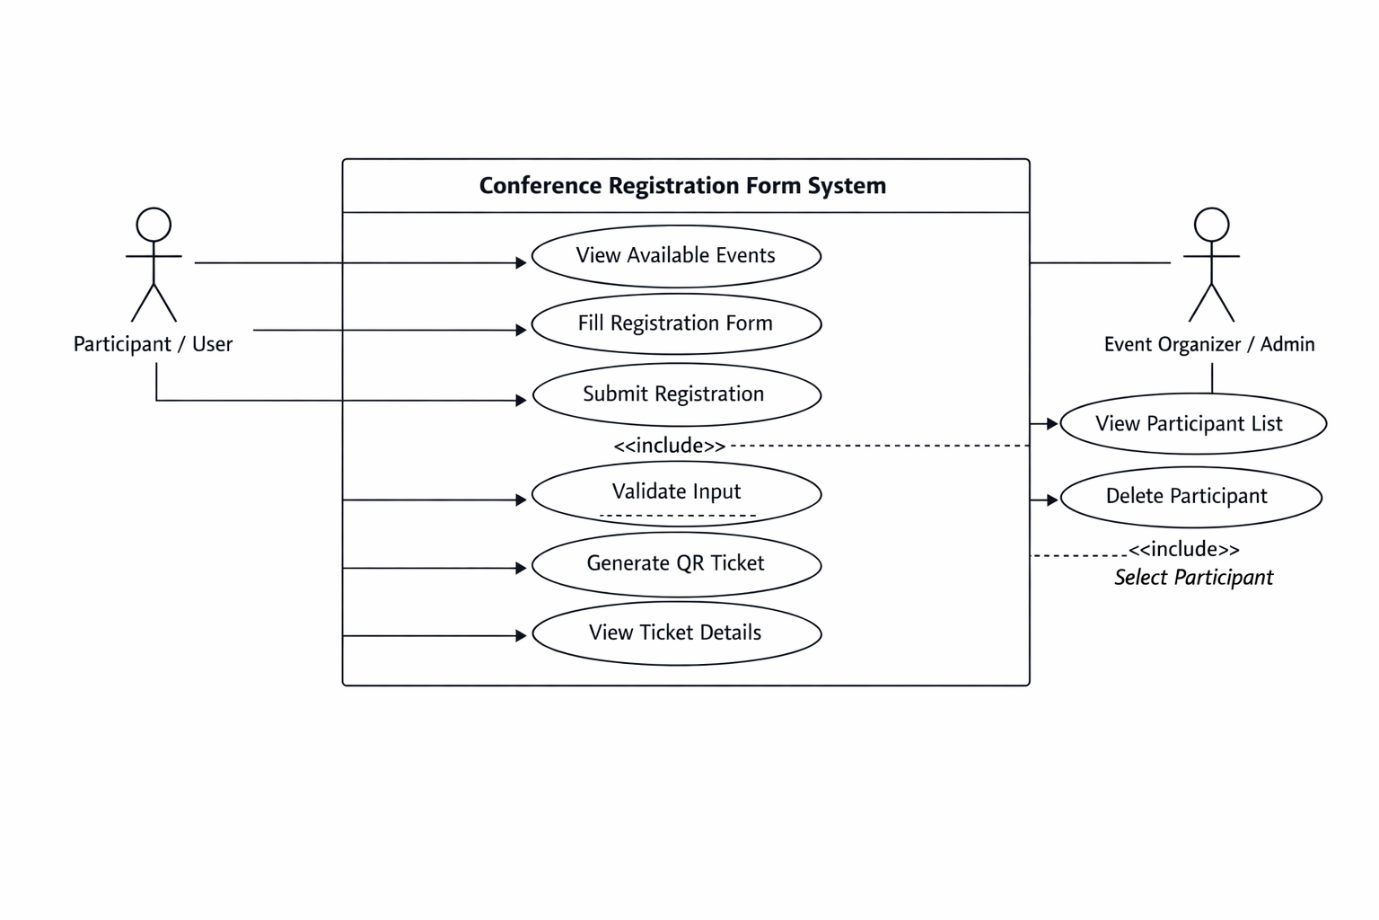 Conference Registration Form System
View Available Events
Fill Registration Form
Participant / User
Event Organizer / Admin
Submit Registration
View Participant List
<<include>>
Validate Input
Delete Participant
<<include>>
Select Participant
Generate QR Ticket
View Ticket Details